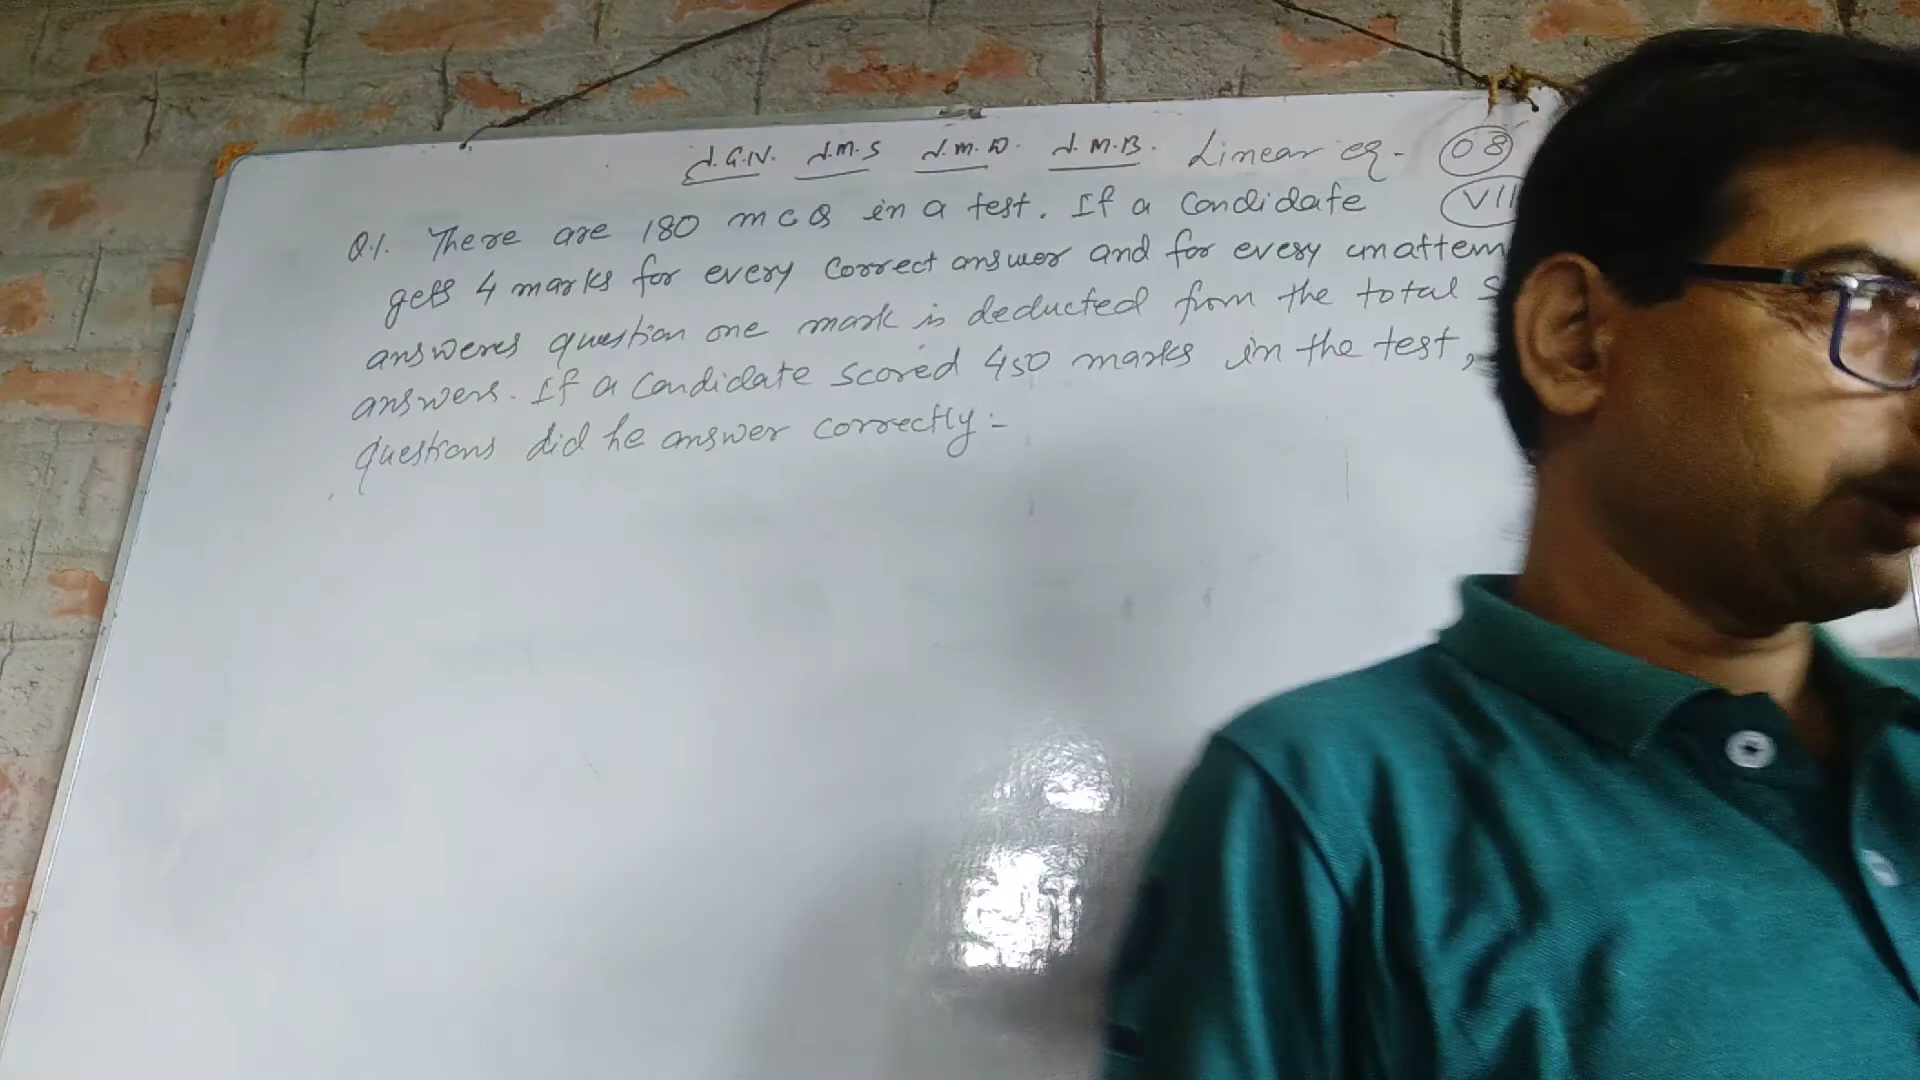 J.G.N. J.M.S J.M.D. J.M.B. Linear eq - 08
Q.1. There are 180 mcQ in a test. If a Candidate VII
gets 4 marks for every Correct answer and for every unattem
answeres question one mark is deducted from the total s
answers. If a Candidate scored 450 marks in the test,
questions did he answer correctly :-